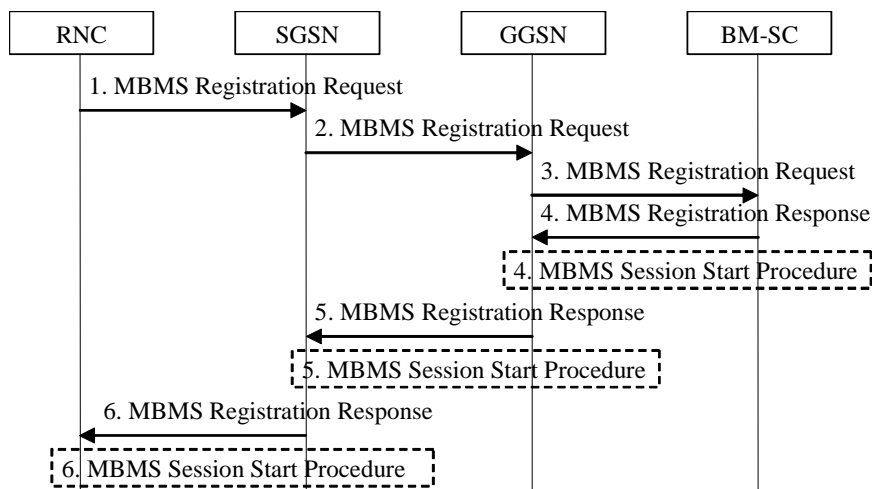 RNC
SGSN
GGSN
BM-SC
1. MBMS Registration Request
2. MBMS Registration Request
3. MBMS Registration Request
4. MBMS Registration Response
4. MBMS Session Start Procedure
5. MBMS Registration Response
5. MBMS Session Start Procedure
6. MBMS Registration Response
6. MBMS Session Start Procedure